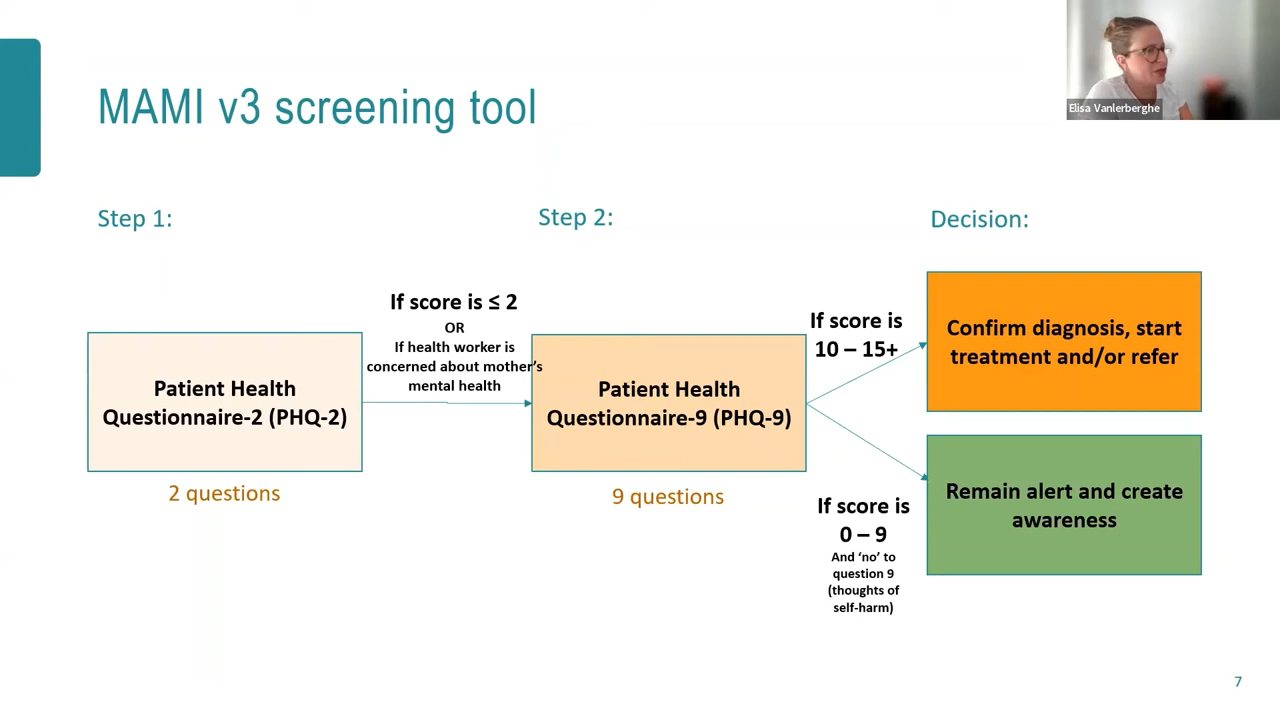 MAMI v3 screening tool
Elisa Vanlerberghe
Step 1:
Step 2:
Decision:
Patient Health
Questionnaire-2 (PHQ-2)
2 questions
If score is ≤ 2
OR
If health worker is
concerned about mother's
mental health
Patient Health
Questionnaire-9 (PHQ-9)
9 questions
If score is
10 – 15+
Confirm diagnosis, start
treatment and/or refer
If score is
0 – 9
And 'no' to
question 9
(thoughts of
self-harm)
Remain alert and create
awareness
7